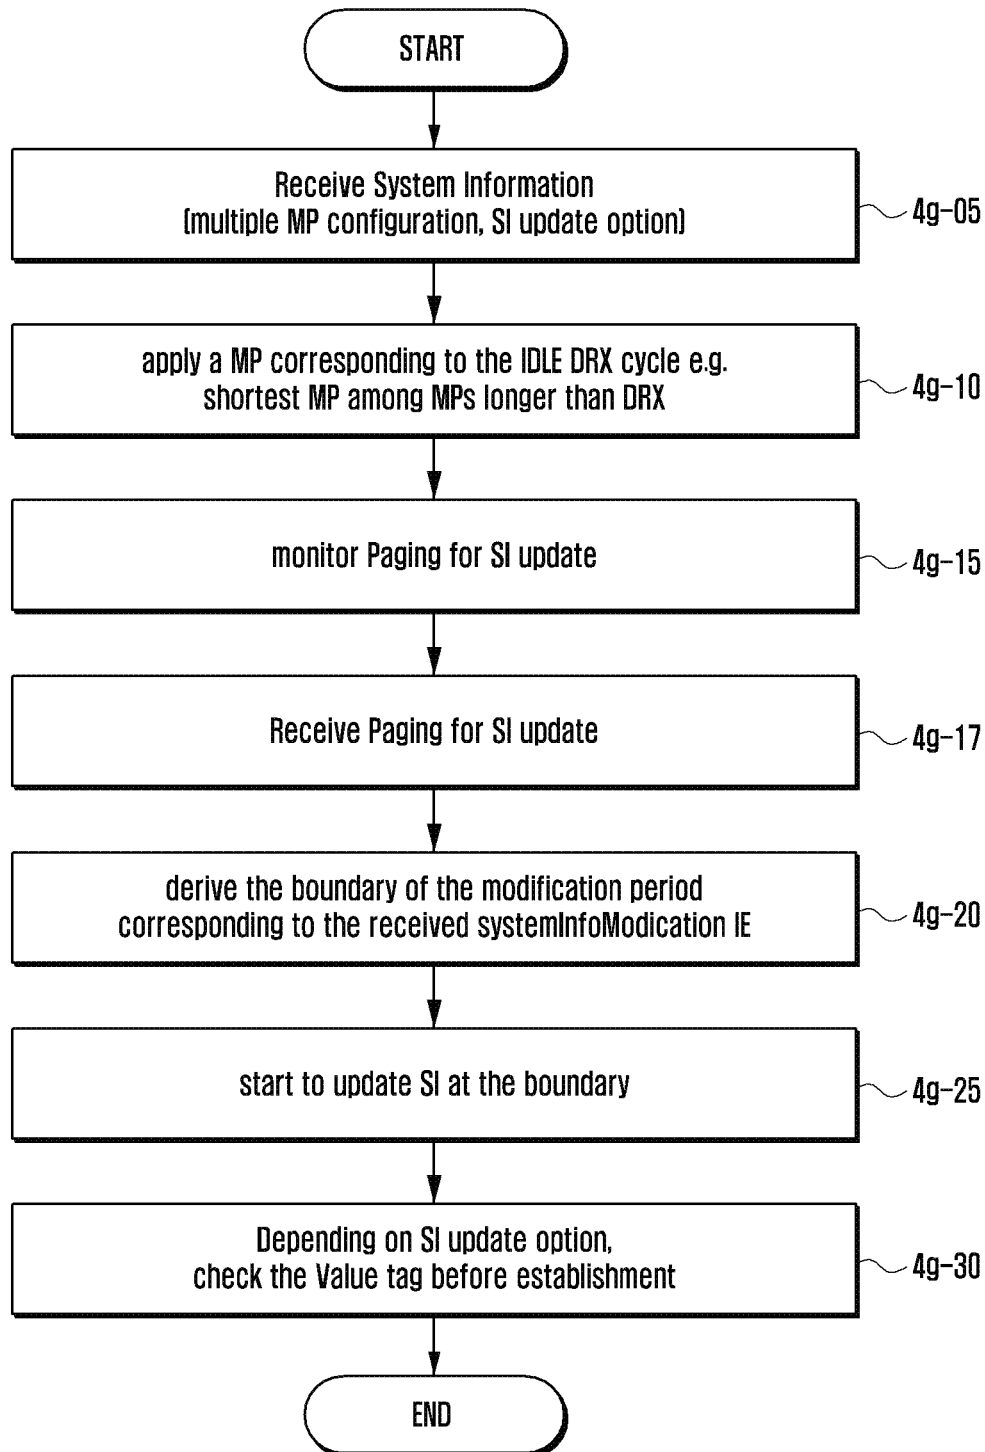 START
Receive System Information
(multiple MP configuration, SI update option)
4g-05
apply a MP corresponding to the IDLE DRX cycle e.g.
shortest MP among MPs longer than DRX
4g-10
monitor Paging for SI update
4g-15
Receive Paging for SI update
4g-17
derive the boundary of the modification period
corresponding to the received systemInfoModication IE
4g-20
start to update SI at the boundary
4g-25
Depending on SI update option,
check the Value tag before establishment
4g-30
END